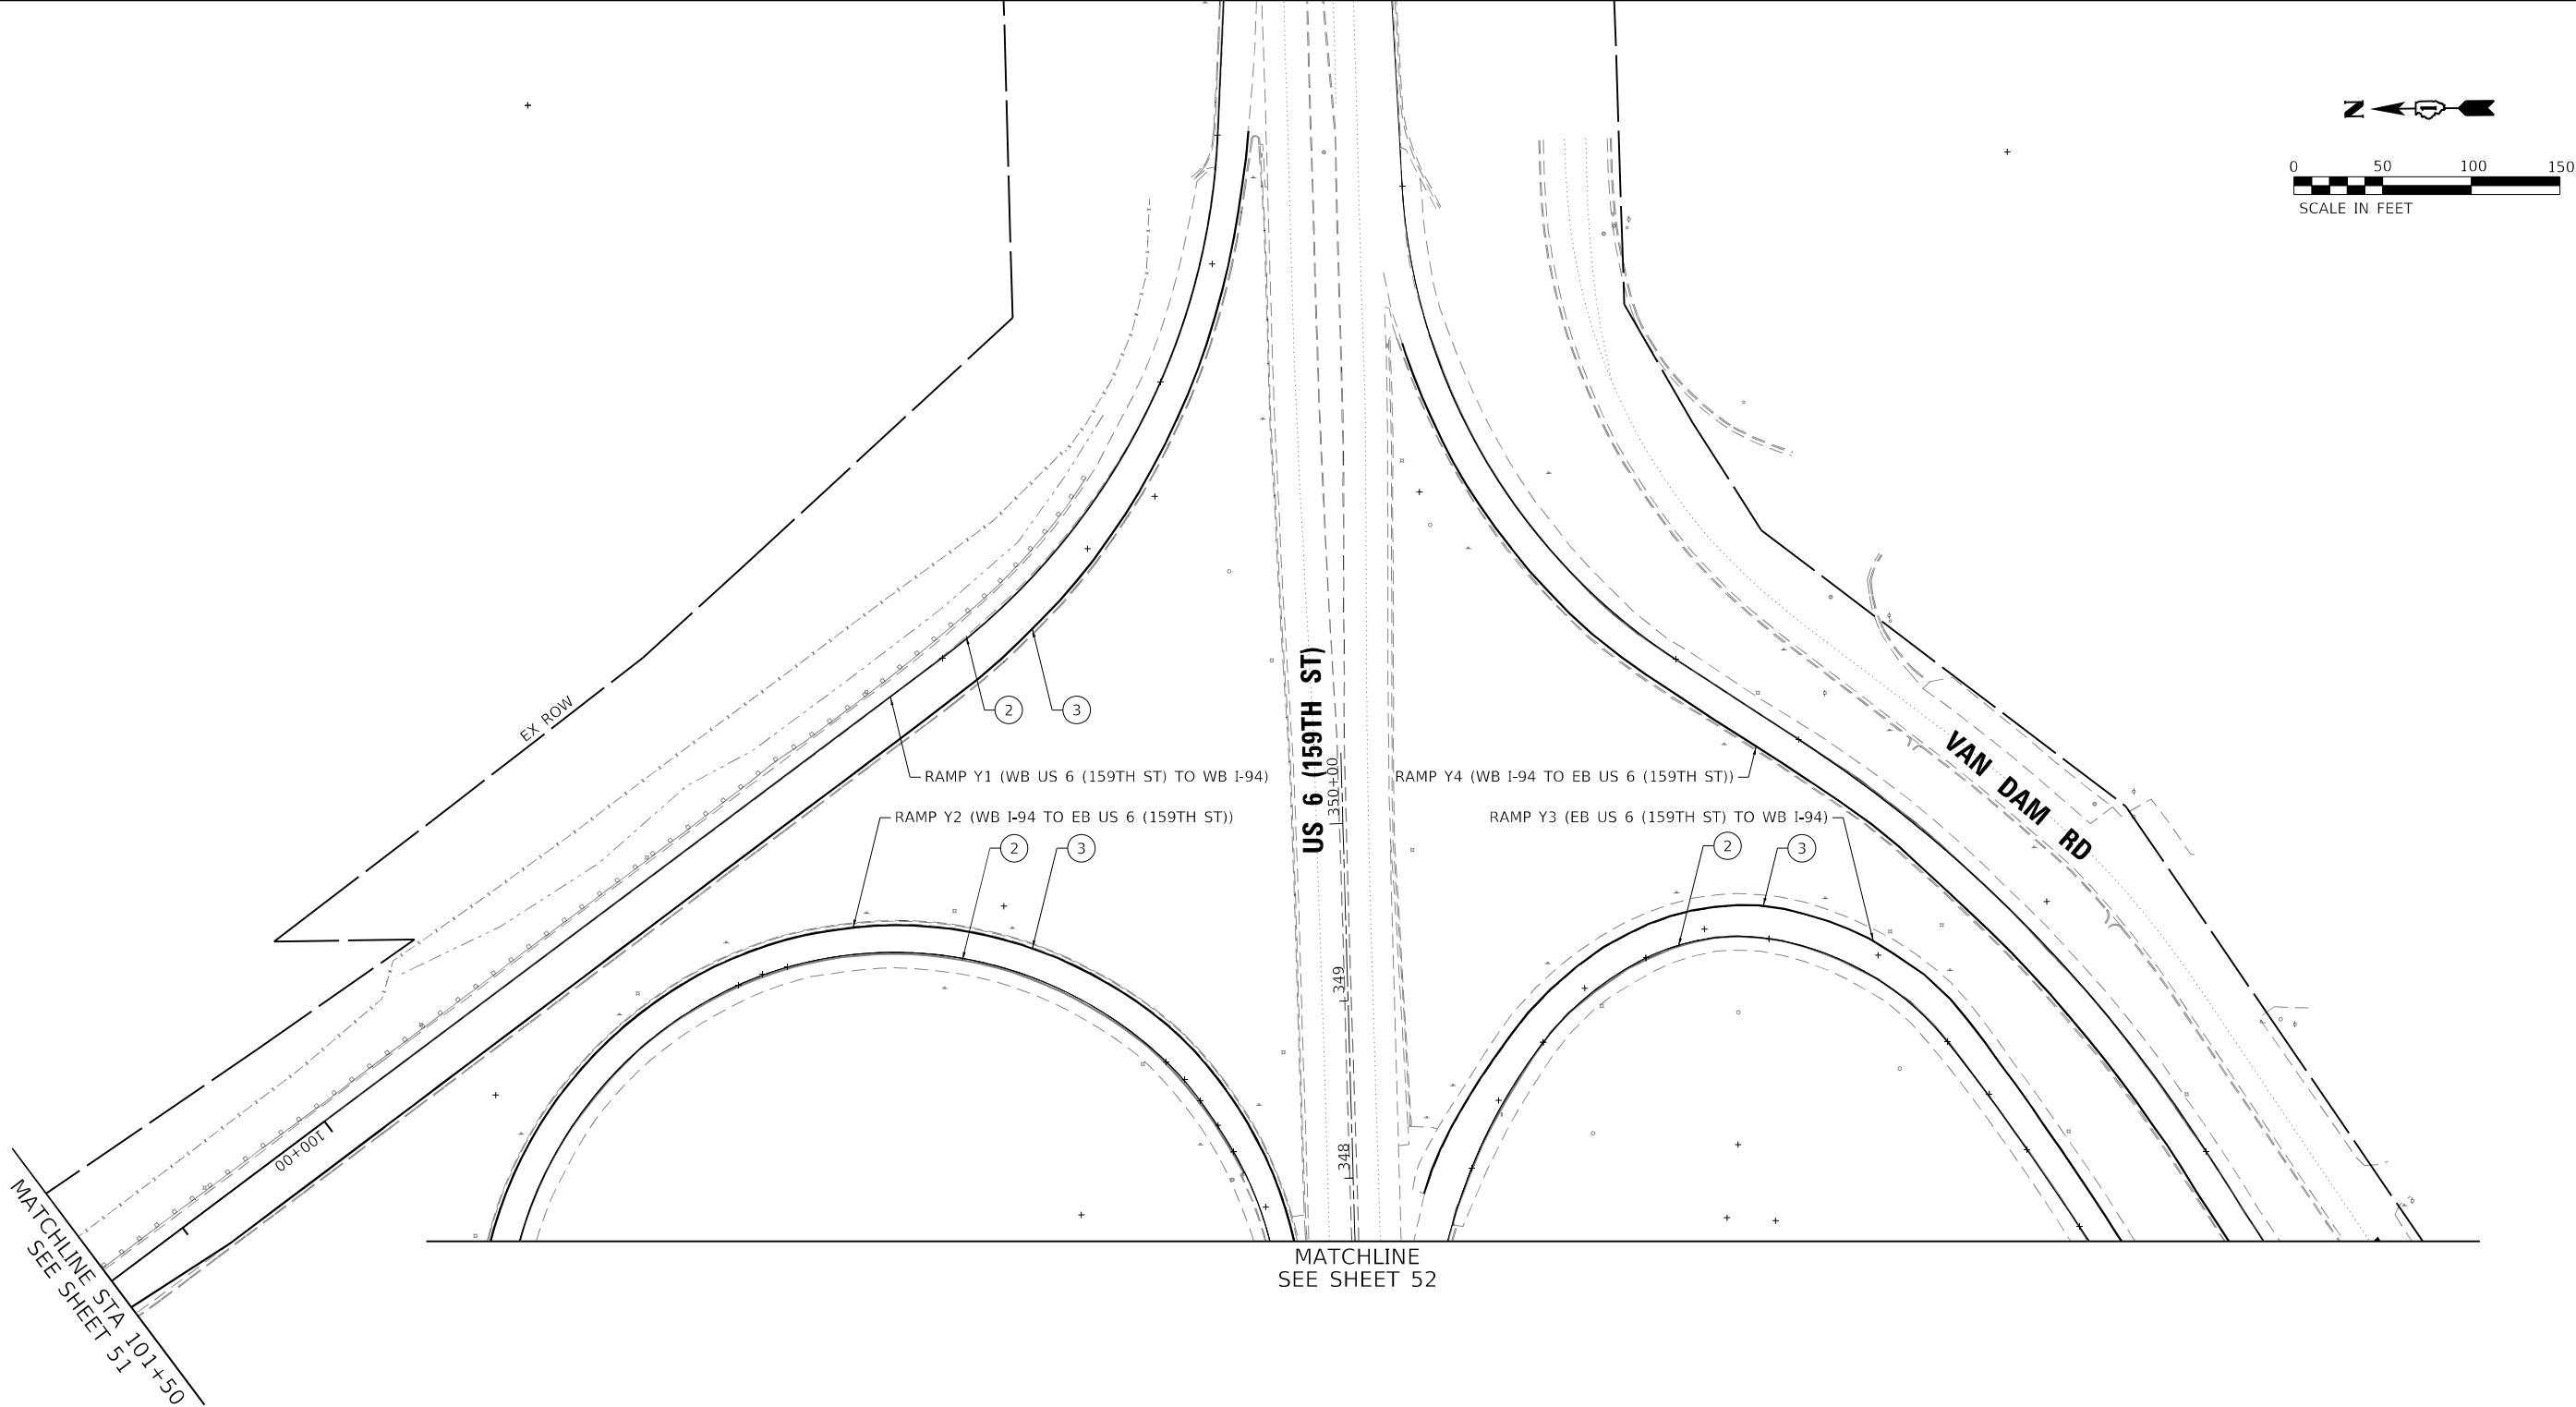 N
0 50 100 150
SCALE IN FEET
EX ROW
2
3
US 6 (159TH ST)
350+00
RAMP Y1 (WB US 6 (159TH ST) TO WB I-94)
RAMP Y4 (WB I-94 TO EB US 6 (159TH ST))
RAMP Y2 (WB I-94 TO EB US 6 (159TH ST))
RAMP Y3 (EB US 6 (159TH ST) TO WB I-94)
VAN DAM RD
2
3
2
3
349
348
100+00
MATCHLINE STA 101+50
SEE SHEET 51
MATCHLINE
SEE SHEET 52